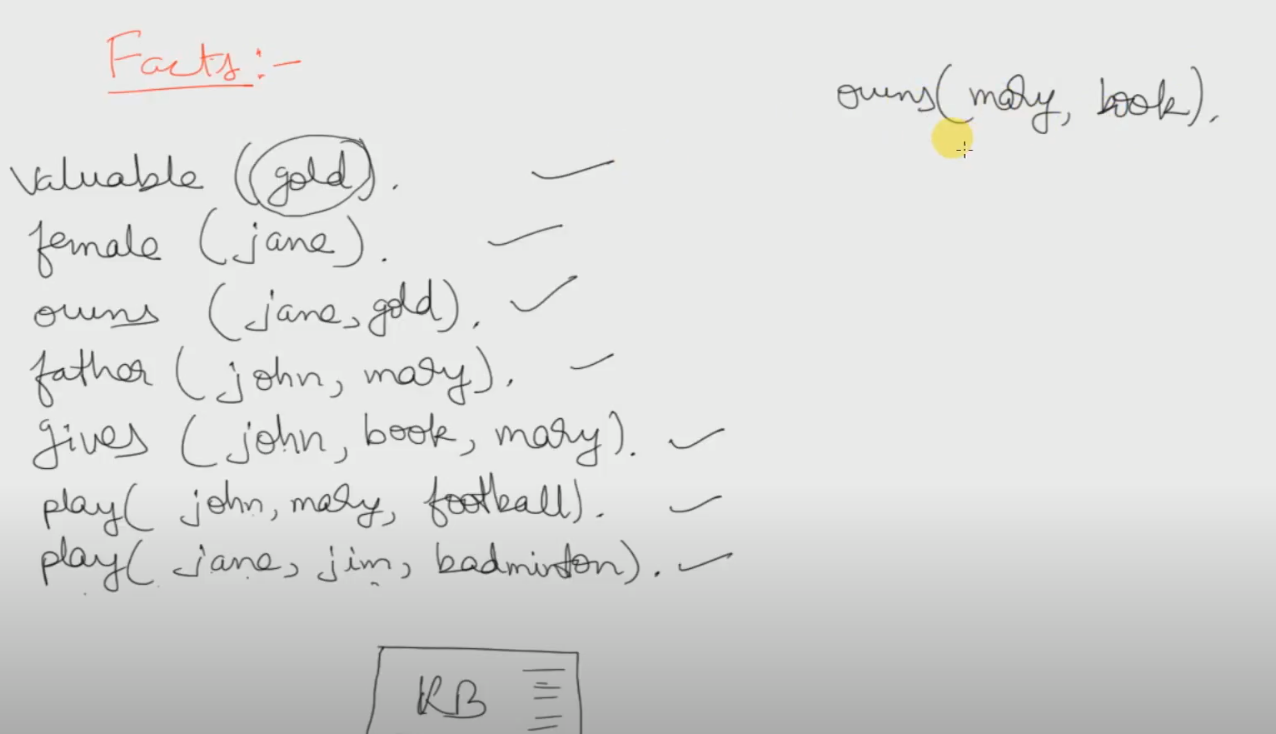 Facts:-
owns(mary, book).
valuable (gold).
female (jane).
owns (jane, gold).
father (john, mary).
gives (john, book, mary).
play( john, mary, football).
play( jane, jim, badminton).
KB